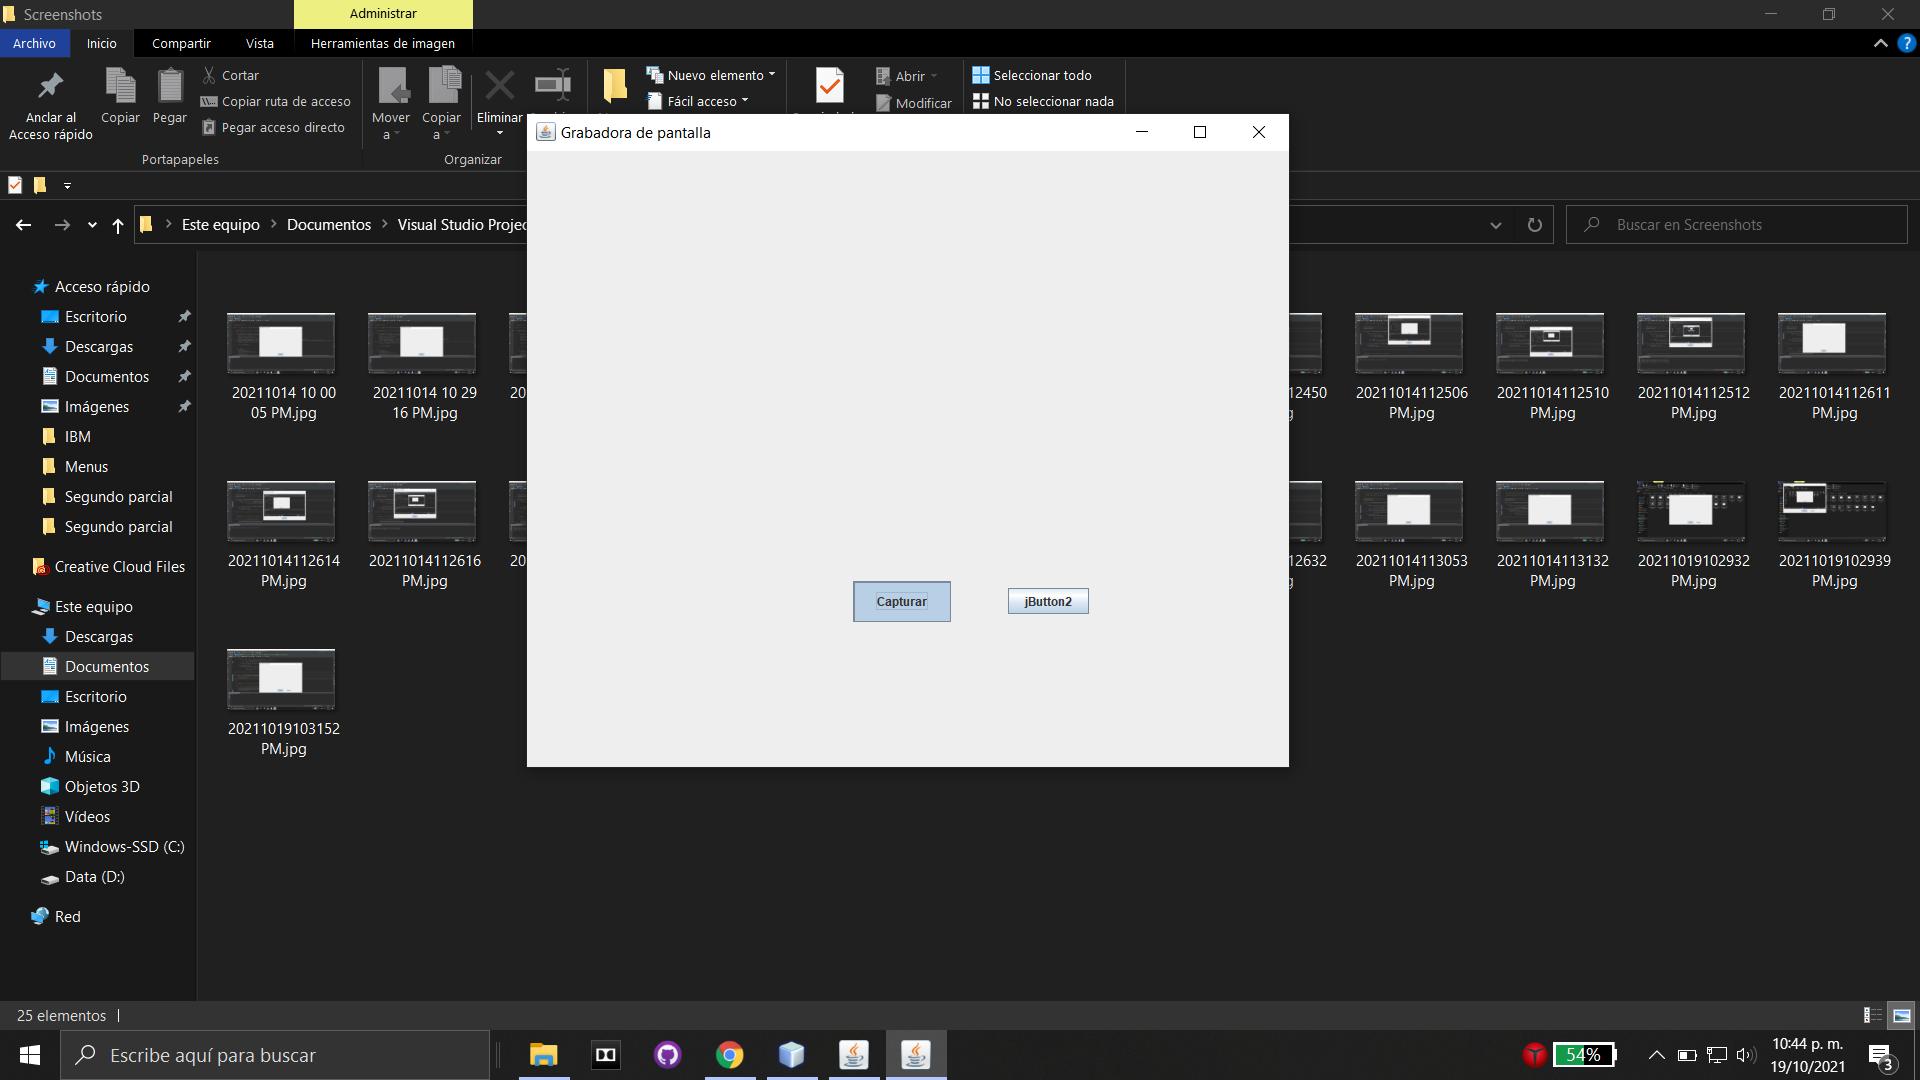 Screenshots
Administrar
Archivo
Inicio
Compartir
Vista
Herramientas de imagen
Anclar al
Acceso rápido
Copiar
Pegar
Cortar
Copiar ruta de acceso
Pegar acceso directo
Portapapeles
Mover
a
Copiar
a
Eliminar
Organizar
Nuevo elemento
Fácil acceso
Abrir
Modificar
Seleccionar todo
No seleccionar nada
Grabadora de pantalla
Este equipo
Documentos
Visual Studio Projec
Buscar en Screenshots
Acceso rápido
Escritorio
Descargas
Documentos
Imágenes
IBM
Menus
Segundo parcial
Segundo parcial
Creative Cloud Files
Este equipo
Descargas
Documentos
Escritorio
Imágenes
Música
Objetos 3D
Vídeos
Windows-SSD (C:)
Data (D:)
Red
20211014 10 00
05 PM.jpg
20211014 10 29
16 PM.jpg
20
12450
g
20211014112506
PM.jpg
20211014112510
PM.jpg
20211014112512
PM.jpg
20211014112611
PM.jpg
20211014112614
PM.jpg
20211014112616
PM.jpg
20
12632
g
20211014113053
PM.jpg
20211014113132
PM.jpg
20211019102932
PM.jpg
20211019102939
PM.jpg
20211019103152
PM.jpg
Capturar
jButton2
25 elementos
Escribe aquí para buscar
54%
10:44 p. m.
19/10/2021
3